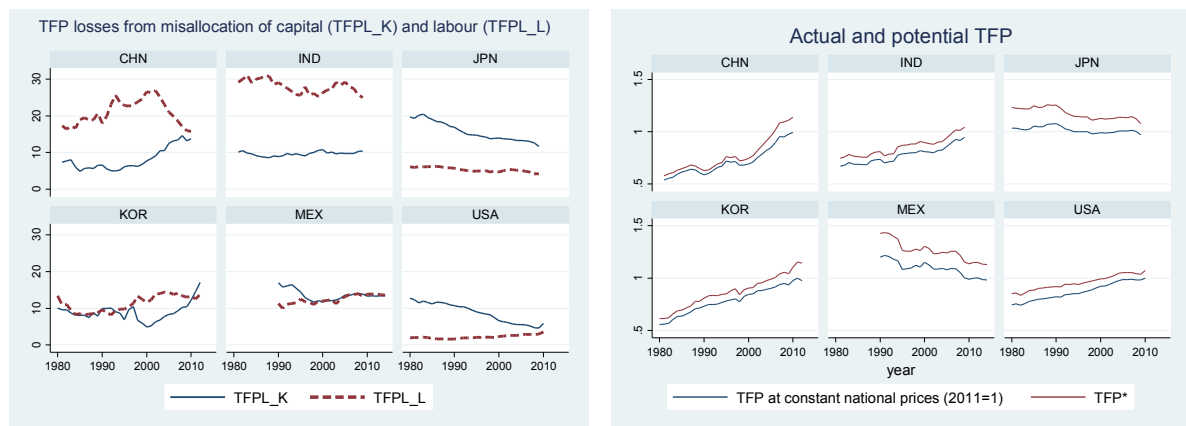 TFP losses from misallocation of capital (TFPL_K) and labour (TFPL_L)
CHN IND JPN
30
20
10
0
KOR MEX USA
30
20
10
0
1980 1990 2000 2010 1980 1990 2000 2010 1980 1990 2000 2010
TFPL_K TFPL_L
Actual and potential TFP
CHN IND JPN
1.5
1
.5
KOR MEX USA
1.5
1
.5
1980 1990 2000 2010 1980 1990 2000 2010 1980 1990 2000 2010
year
TFP at constant national prices (2011=1) TFP*